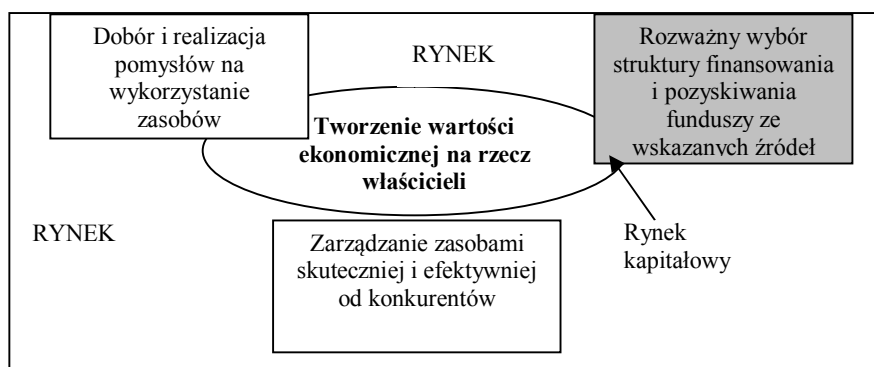 Dobór i realizacja
pomysłów na
wykorzystanie
zasobów
RYNEK
Rozważny wybór
struktury finansowania
i pozyskiwania
funduszy ze
wskazanych źródeł
Tworzenie wartości
ekonomicznej na rzecz
właścicieli
RYNEK
Zarządzanie zasobami
skuteczniej i efektywniej
od konkurentów
Rynek
kapitałowy